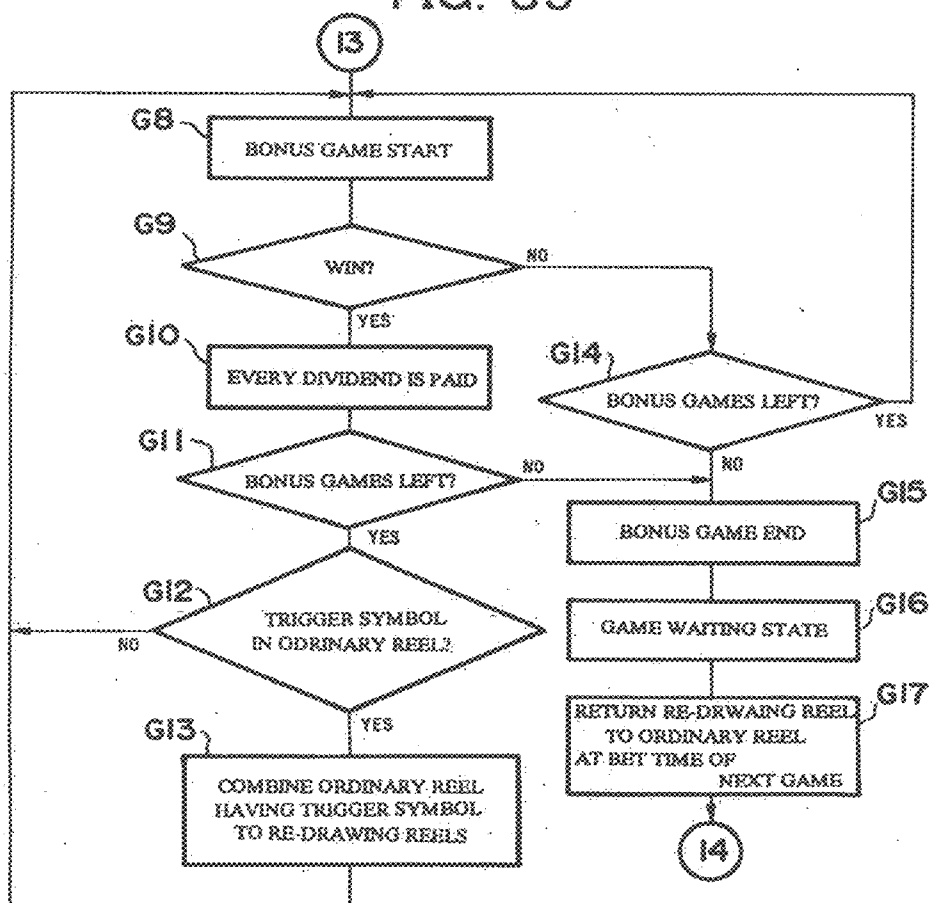 13
G8
BONUS GAME START
G9
WIN?
NO
YES
G10
EVERY DIVIDEND IS PAID
G14
BONUS GAMES LEFT?
YES
NO
G11
BONUS GAMES LEFT?
NO
YES
G15
BONUS GAME END
G12
TRIGGER SYMBOL
IN ODRINARY REEL?
NO
YES
G16
GAME WAITING STATE
G17
RETURN RE-DRWAING REEL
TO ORDINARY REEL
AT BET TIME OF
NEXT GAME
G13
COMBINE ORDINARY REEL
HAVING TRIGGER SYMBOL
TO RE-DRAWING REELS
14